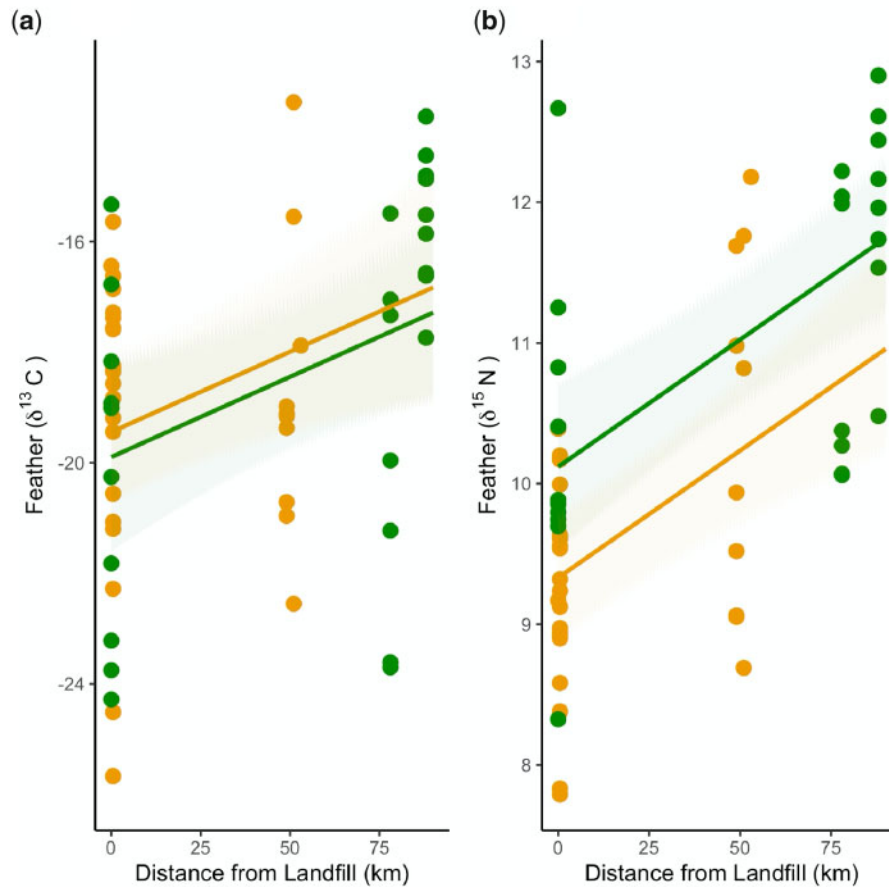 (a)
Feather (δ¹³ C)
-16
-20
-24
0 25 50 75
Distance from Landfill (km)
(b)
Feather (δ¹⁵ N)
13
12
11
10
9
8
0 25 50 75
Distance from Landfill (km)